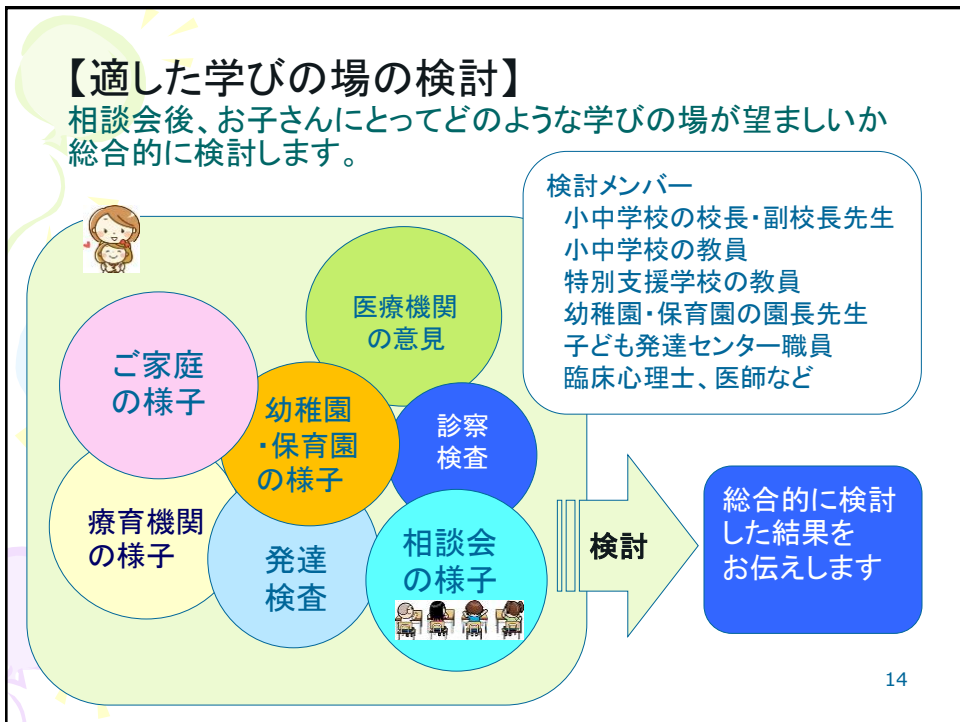 【適した学びの場の検討】
相談会後、お子さんにとってどのような学びの場が望ましいか
総合的に検討します。
検討メンバー
小中学校の校長・副校長先生
小中学校の教員
特別支援学校の教員
幼稚園・保育園の園長先生
子ども発達センター職員
臨床心理士、医師など
医療機関
の意見
ご家庭
の様子
幼稚園
・保育園
の様子
診察
検査
療育機関
の様子
発達
検査
相談会
の様子
検討
総合的に検討
した結果を
お伝えします
14